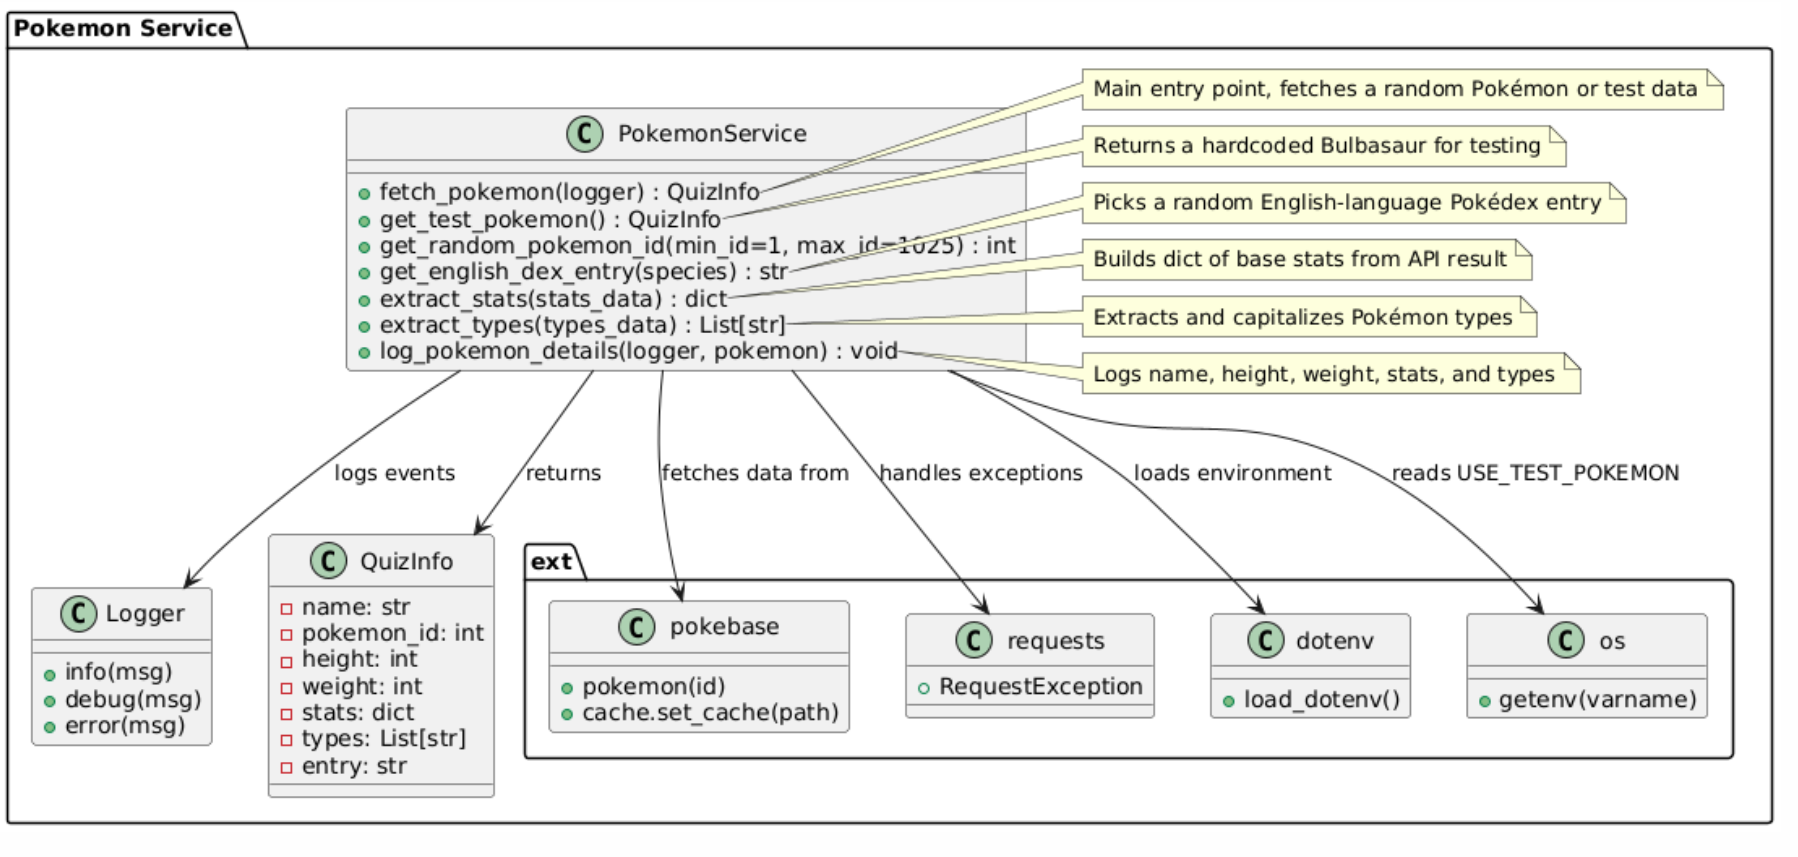 Pokemon Service
C PokemonService
fetch_pokemon(logger) : QuizInfo
get_test_pokemon() : QuizInfo
get_random_pokemon_id(min_id=1, max_id=1025) : int
get_english_dex_entry(species) : str
extract_stats(stats_data) : dict
extract_types(types_data) : List[str]
log_pokemon_details(logger, pokemon) : void
Main entry point, fetches a random Pokémon or test data
Returns a hardcoded Bulbasaur for testing
Picks a random English-language Pokédex entry
Builds dict of base stats from API result
Extracts and capitalizes Pokémon types
Logs name, height, weight, stats, and types
logs events
returns
fetches data from
handles exceptions
loads environment
reads USE_TEST_POKEMON
C Logger
info(msg)
debug(msg)
error(msg)
C QuizInfo
name: str
pokemon_id: int
height: int
weight: int
stats: dict
types: List[str]
entry: str
ext
C pokebase
pokemon(id)
cache.set_cache(path)
C requests
RequestException
C dotenv
load_dotenv()
C os
getenv(varname)